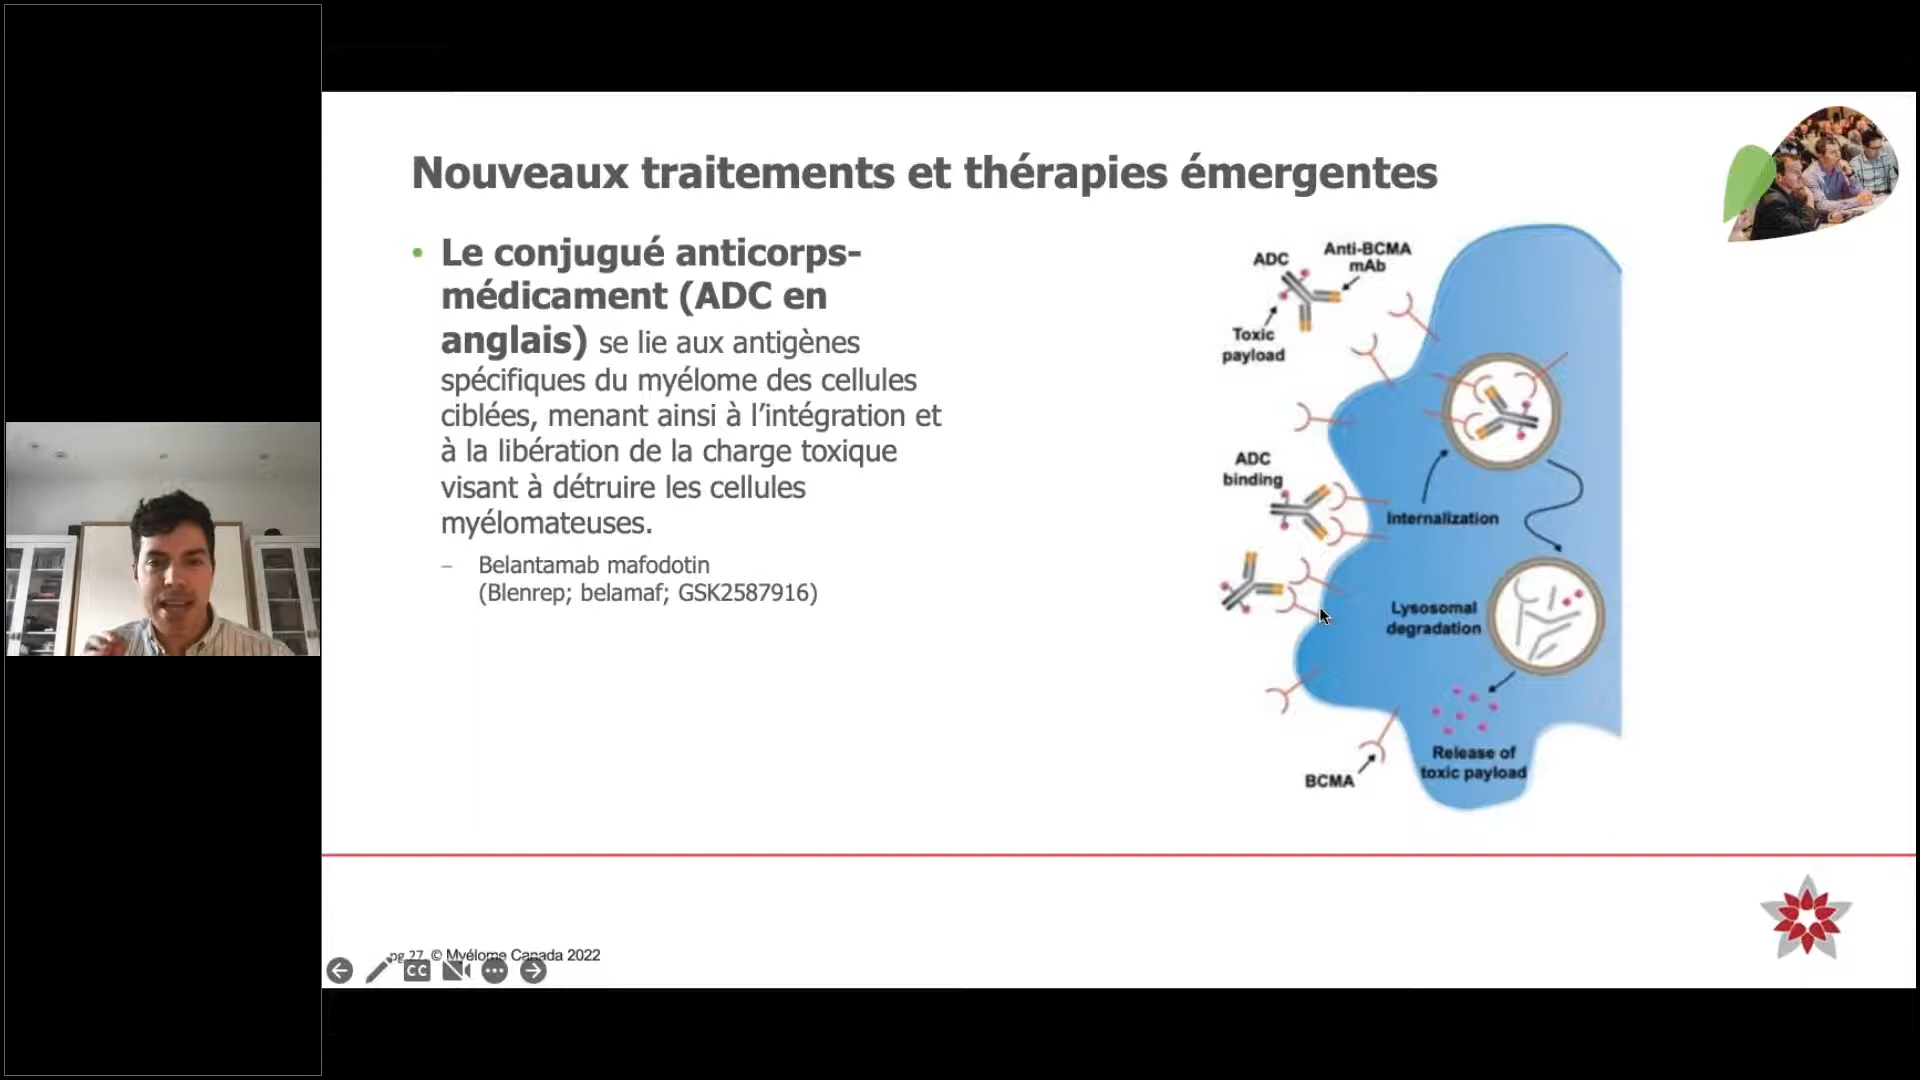 Nouveaux traitements et thérapies émergentes
• Le conjugué anticorps-
médicament (ADC en
anglais) se lie aux antigènes
spécifiques du myélome des cellules
ciblées, menant ainsi à l’intégration et
à la libération de la charge toxique
visant à détruire les cellules
myélomateuses.
– Belantamab mafodotin
(Blenrep; belamaf; GSK2587916)
ADC
Anti-BCMA
mAb
Toxic
payload
ADC
binding
Internalization
Lysosomal
degradation
Release of
toxic payload
BCMA
pg 27 © Myélome Canada 2022
CC